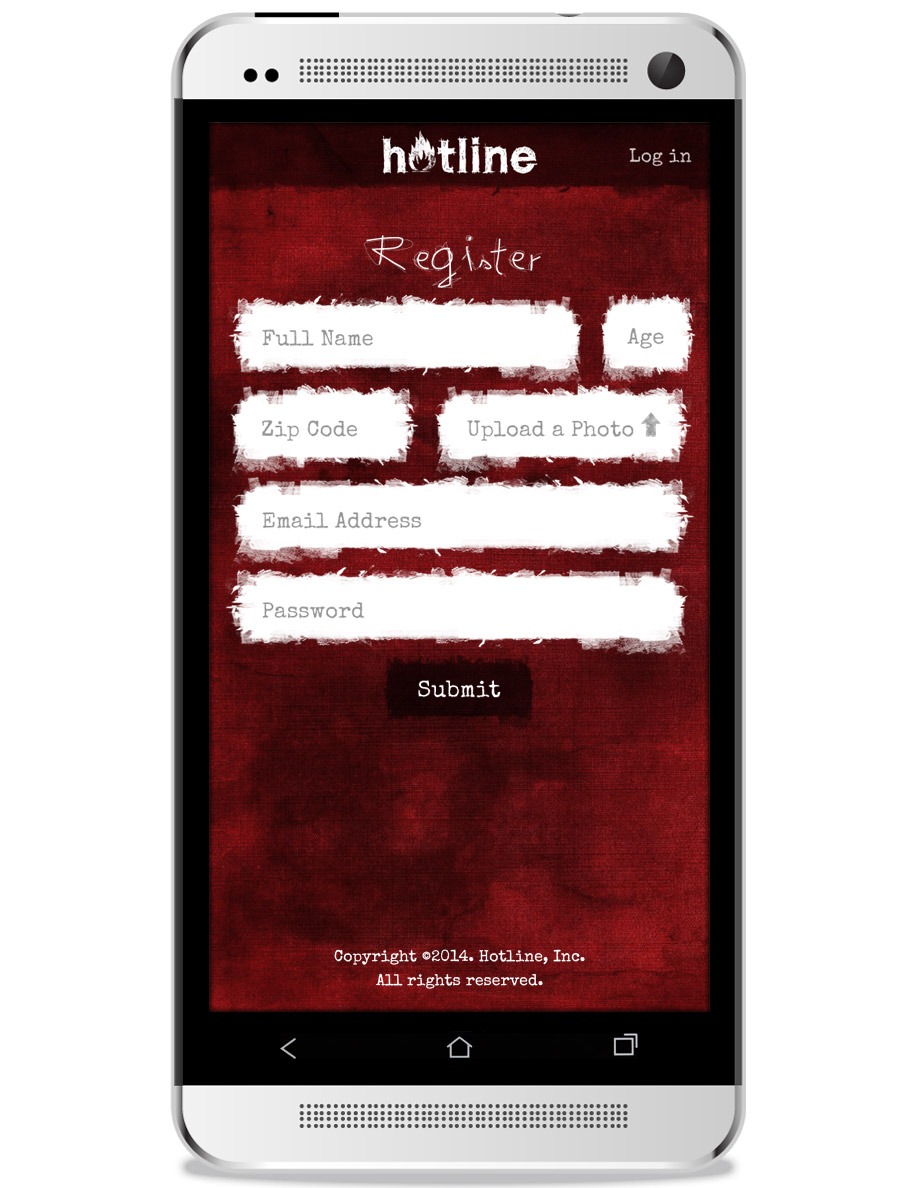 hotline
Log in
Register
Full Name
Age
Zip Code
Upload a Photo
Email Address
Password
Submit
Copyright ©2014. Hotline, Inc.
All rights reserved.